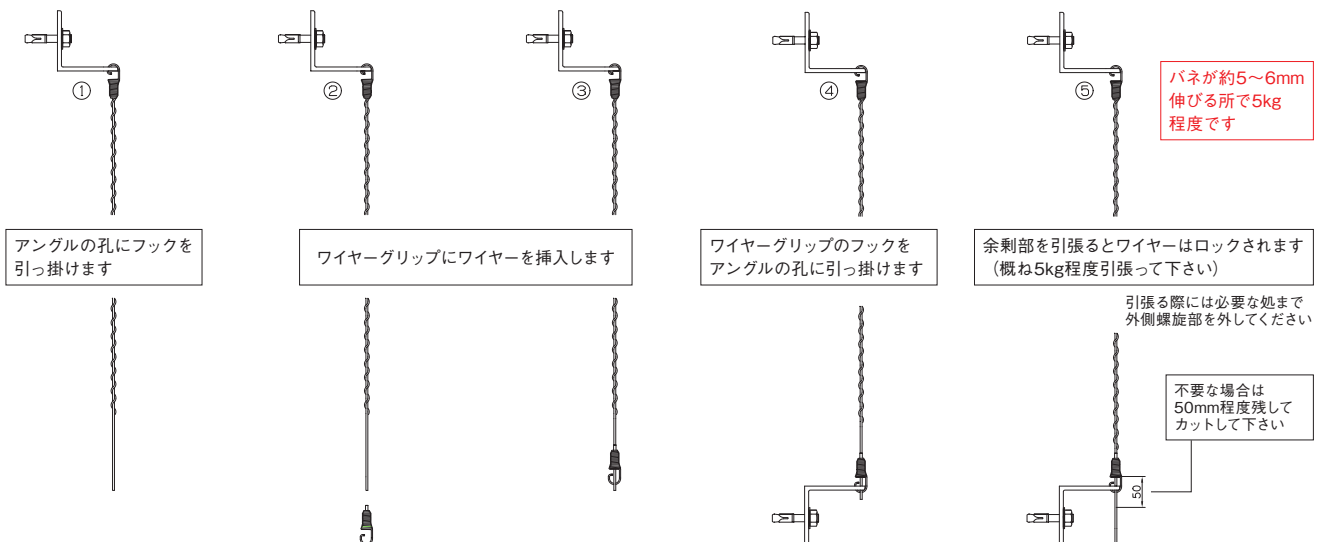 ①
②
③
④
⑤
バネが約5～6mm
伸びる所で5kg
程度です
アングルの孔にフックを
引っ掛けます
ワイヤーグリップにワイヤーを挿入します
ワイヤーグリップのフックを
アングルの孔に引っ掛けます
余剰部を引張るとワイヤーはロックされます
（概ね5kg程度引張って下さい）
引張る際には必要な処まで
外側螺旋部を外してください
不要な場合は
50mm程度残して
カットして下さい
50